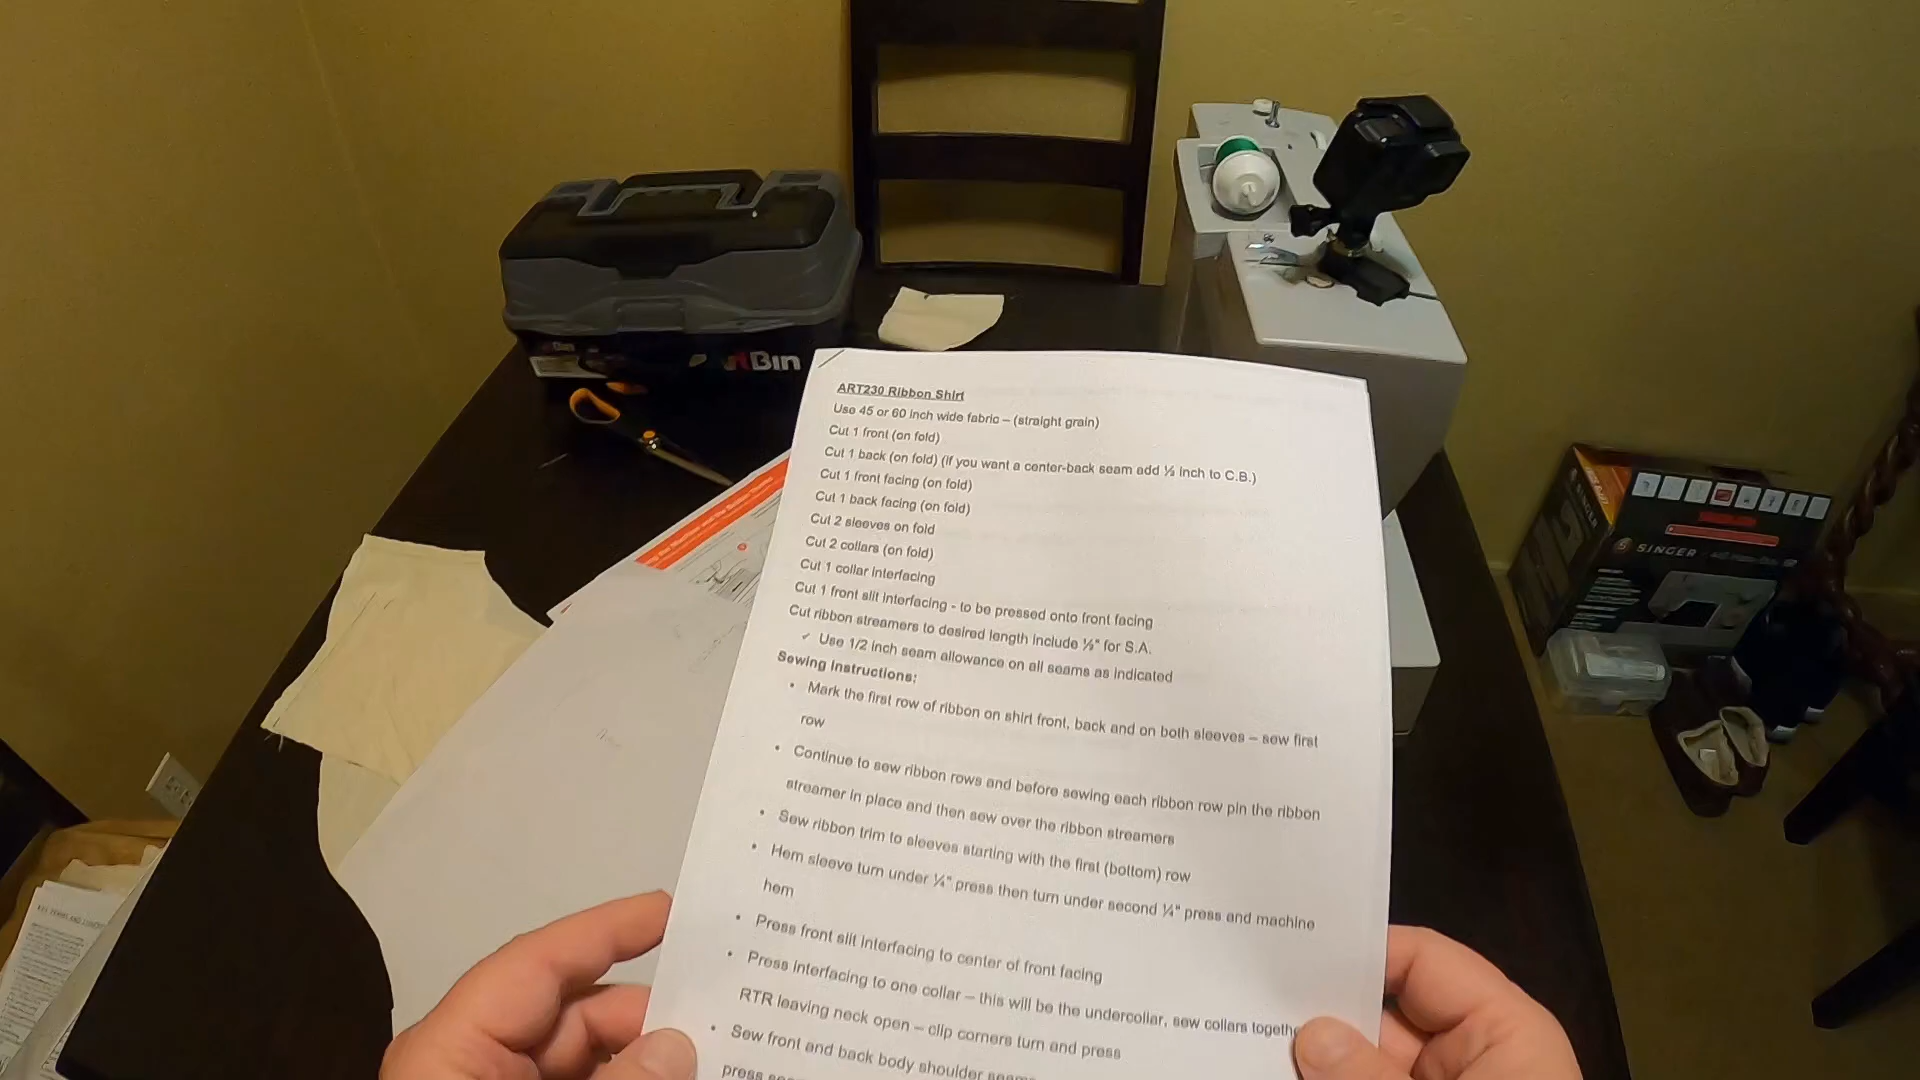 ART230 Ribbon Shirt
Use 45 or 60 inch wide fabric – (straight grain)
Cut 1 front (on fold)
Cut 1 back (on fold) (if you want a center-back seam add ½ inch to C.B.)
Cut 1 front facing (on fold)
Cut 1 back facing (on fold)
Cut 2 sleeves on fold
Cut 2 collars (on fold)
Cut 1 collar interfacing
Cut 1 front slit interfacing - to be pressed onto front facing
Cut ribbon streamers to desired length include ½" for S.A.
✓ Use 1/2 inch seam allowance on all seams as indicated
Sewing Instructions:
• Mark the first row of ribbon on shirt front, back and on both sleeves – sew first
row
• Continue to sew ribbon rows and before sewing each ribbon row pin the ribbon
streamer in place and then sew over the ribbon streamers
• Sew ribbon trim to sleeves starting with the first (bottom) row
• Hem sleeve turn under ¼" press then turn under second ¼" press and machine
hem
• Press front slit interfacing to center of front facing
• Press interfacing to one collar – this will be the undercollar, sew collars togethe
RTR leaving neck open – clip corners turn and press
• Sew front and back body shoulder seam
press
Bin
SINGER